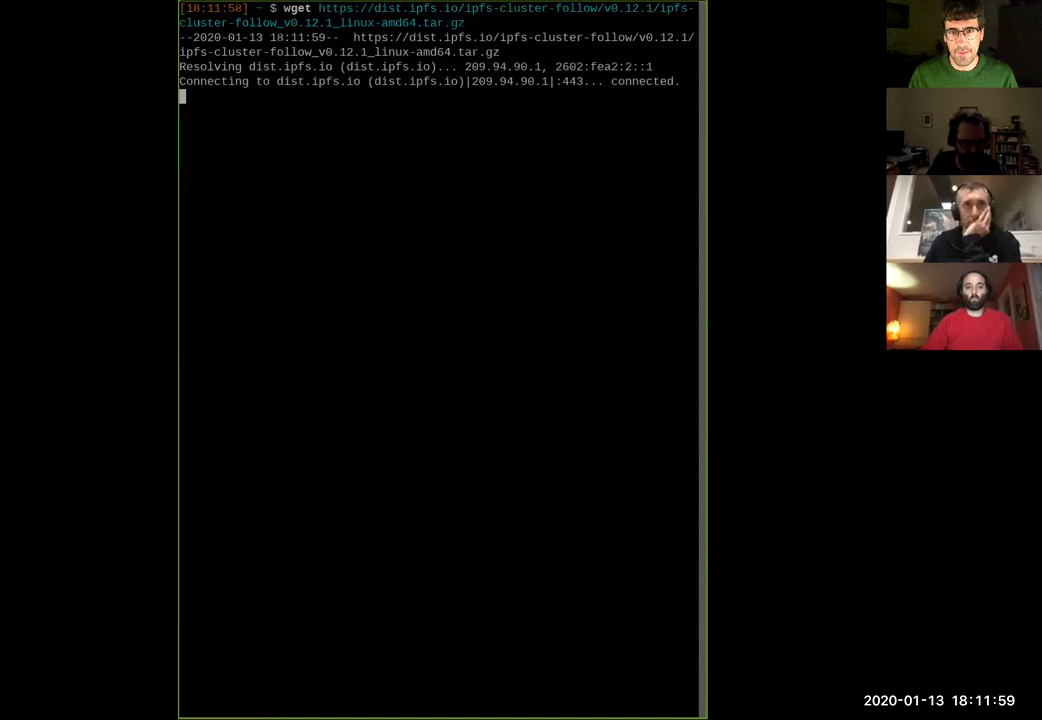 [18:11:58] ~ $ wget https://dist.ipfs.io/ipfs-cluster-follow/v0.12.1/ipfs-
cluster-follow_v0.12.1_linux-amd64.tar.gz
--2020-01-13 18:11:59--  https://dist.ipfs.io/ipfs-cluster-follow/v0.12.1/
ipfs-cluster-follow_v0.12.1_linux-amd64.tar.gz
Resolving dist.ipfs.io (dist.ipfs.io)... 209.94.90.1, 2602:fea2:2::1
Connecting to dist.ipfs.io (dist.ipfs.io)|209.94.90.1|:443... connected.
2020-01-13 18:11:59